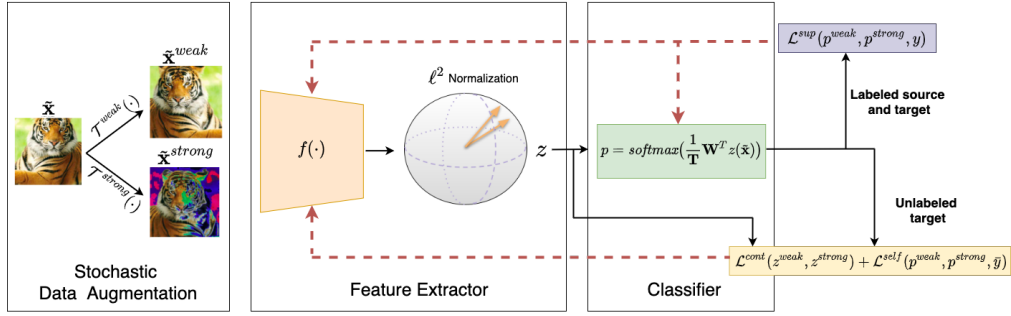 x̃
𝒯^{weak}(·)
x̃^{weak}
𝒯^{strong}(·)
x̃^{strong}
Stochastic
Data Augmentation
f(·)
ℓ² Normalization
z
Feature Extractor
p = softmax(\frac{1}{T} W^T z(x̃))
Classifier
ℒ^{sup}(p^{weak}, p^{strong}, y)
Labeled source
and target
Unlabeled
target
ℒ^{cont}(z^{weak}, z^{strong}) + ℒ^{self}(p^{weak}, p^{strong}, ȳ)